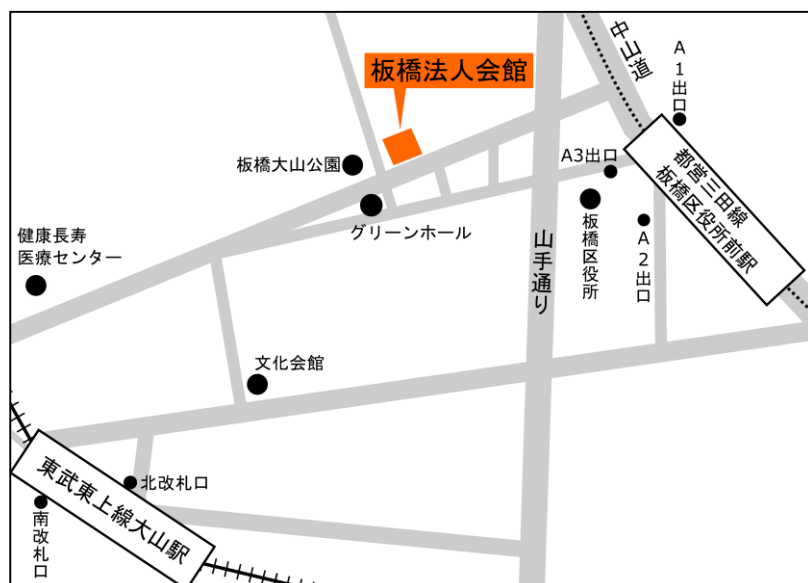 中山道
A1出口
板橋法人会館
都営三田線
板橋区役所前駅
A3出口
板橋大山公園
グリーンホール
板橋区役所
A2出口
山手通り
健康長寿
医療センター
文化会館
東武東上線大山駅
北改札口
南改札口